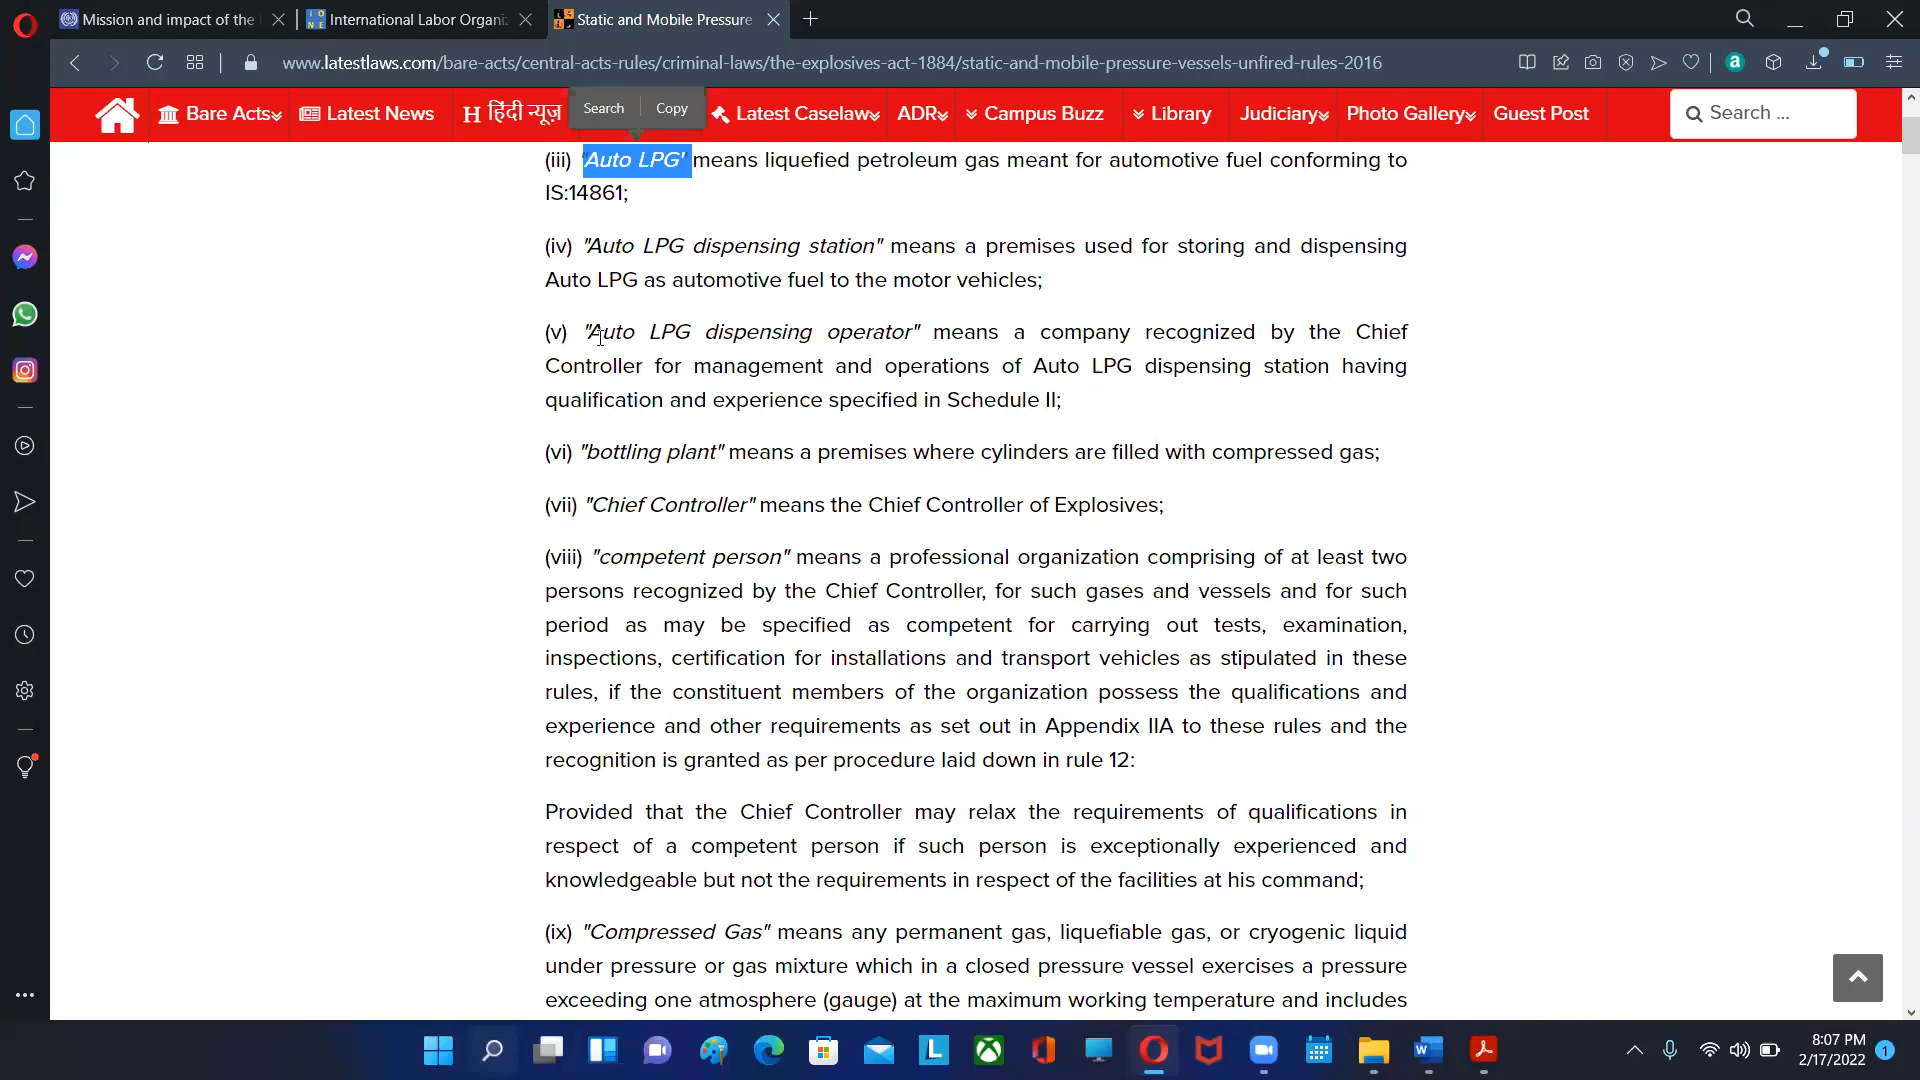 Mission and impact of the
International Labor Organiz
Static and Mobile Pressure
www.latestlaws.com/bare-acts/central-acts-rules/criminal-laws/the-explosives-act-1884/static-and-mobile-pressure-vessels-unfired-rules-2016
Bare Acts
Latest News
H हिंदी न्यूज़
Search
Copy
Latest Caselaw
ADR
Campus Buzz
Library
Judiciary
Photo Gallery
Guest Post
Search ...
(iii) "Auto LPG" means liquefied petroleum gas meant for automotive fuel conforming to
IS:14861;
(iv) "Auto LPG dispensing station" means a premises used for storing and dispensing
Auto LPG as automotive fuel to the motor vehicles;
(v) "Auto LPG dispensing operator" means a company recognized by the Chief
Controller for management and operations of Auto LPG dispensing station having
qualification and experience specified in Schedule II;
(vi) "bottling plant" means a premises where cylinders are filled with compressed gas;
(vii) "Chief Controller" means the Chief Controller of Explosives;
(viii) "competent person" means a professional organization comprising of at least two
persons recognized by the Chief Controller, for such gases and vessels and for such
period as may be specified as competent for carrying out tests, examination,
inspections, certification for installations and transport vehicles as stipulated in these
rules, if the constituent members of the organization possess the qualifications and
experience and other requirements as set out in Appendix IIA to these rules and the
recognition is granted as per procedure laid down in rule 12:
Provided that the Chief Controller may relax the requirements of qualifications in
respect of a competent person if such person is exceptionally experienced and
knowledgeable but not the requirements in respect of the facilities at his command;
(ix) "Compressed Gas" means any permanent gas, liquefiable gas, or cryogenic liquid
under pressure or gas mixture which in a closed pressure vessel exercises a pressure
exceeding one atmosphere (gauge) at the maximum working temperature and includes
8:07 PM
2/17/2022
1